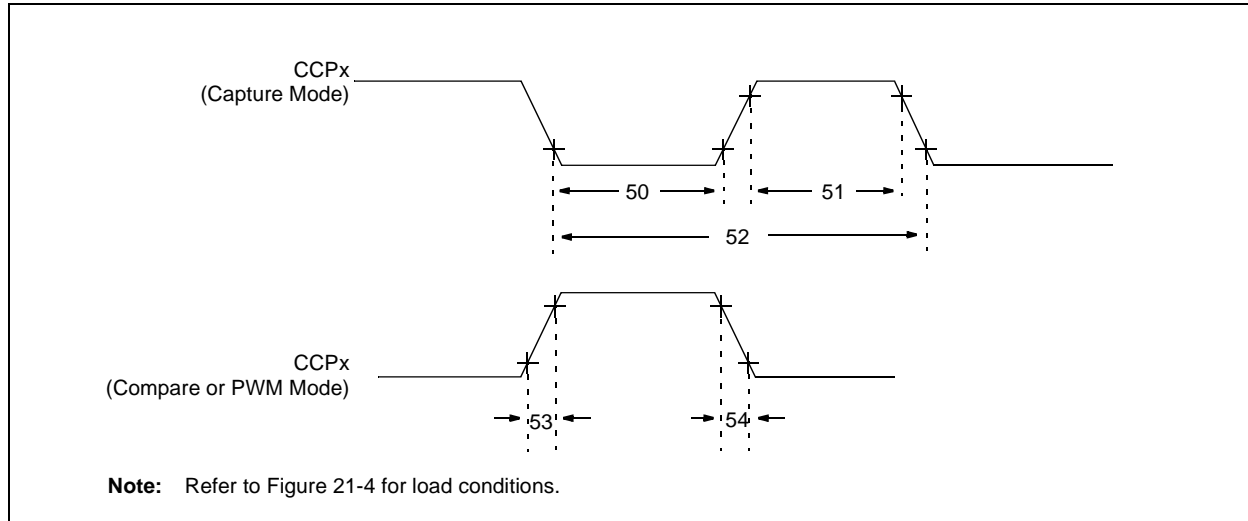 CCPx
(Capture Mode)
50
51
52
CCPx
(Compare or PWM Mode)
53
54
Note: Refer to Figure 21-4 for load conditions.